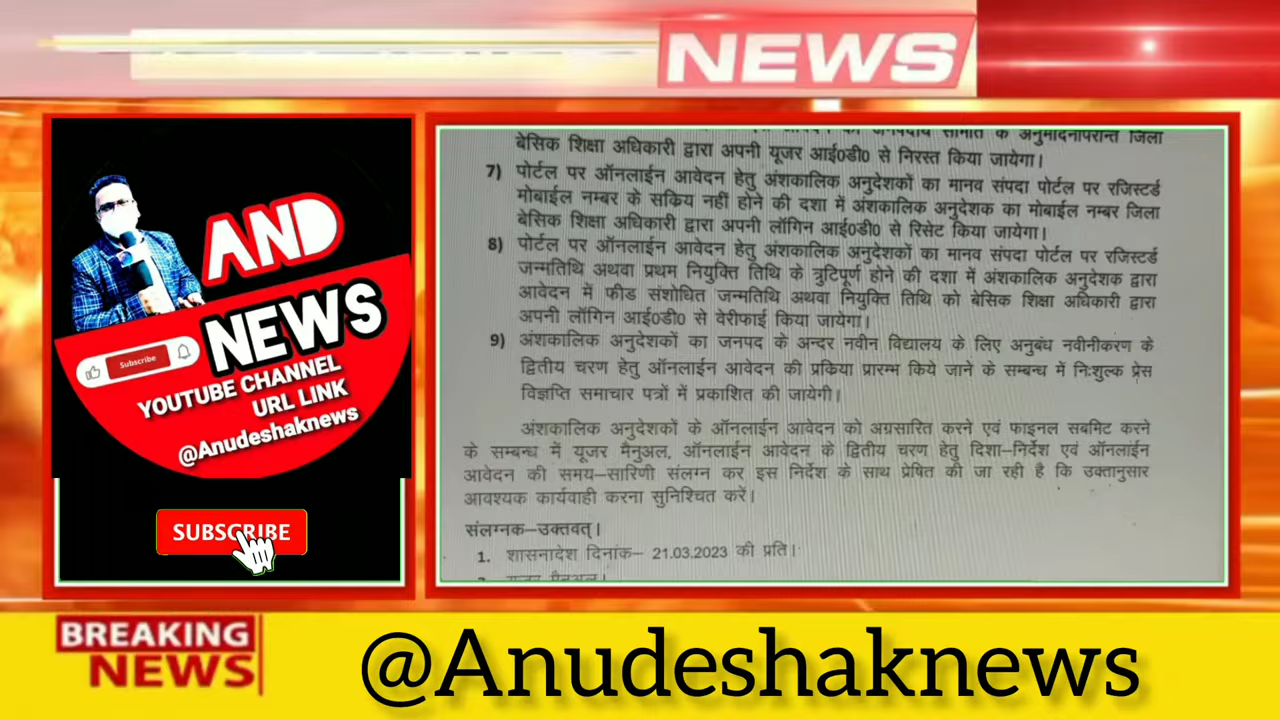 NEWS
AND
NEWS
Subscribe
YOUTUBE CHANNEL
URL LINK
@Anudeshaknews
SUBSCRIBE
के अनुमोदनोपरान्त जिला
बेसिक शिक्षा अधिकारी द्वारा अपनी यूजर आई0डी0 से निरस्त किया जायेगा।
7) पोर्टल पर ऑनलाईन आवेदन हेतु अंशकालिक अनुदेशकों का मानव संपदा पोर्टल पर रजिस्टर्ड
मोबाईल नम्बर के सक्रिय नहीं होने की दशा में अंशकालिक अनुदेशक का मोबाईल नम्बर जिला
बेसिक शिक्षा अधिकारी द्वारा अपनी लॉगिन आई0डी0 से रिसेट किया जायेगा।
8) पोर्टल पर ऑनलाईन आवेदन हेतु अंशकालिक अनुदेशकों का मानव संपदा पोर्टल पर रजिस्टर्ड
जन्मतिथि अथवा प्रथम नियुक्ति तिथि के त्रुटिपूर्ण होने की दशा में अंशकालिक अनुदेशक द्वारा
आवेदन में फीड संशोधित जन्मतिथि अथवा नियुक्ति तिथि को बेसिक शिक्षा अधिकारी द्वारा
अपनी लॉगिन आई0डी0 से वेरीफाई किया जायेगा।
9) अंशकालिक अनुदेशकों का जनपद के अन्दर नवीन विद्यालय के लिए अनुबंध नवीनीकरण के
द्वितीय चरण हेतु ऑनलाईन आवेदन की प्रकिया प्रारम्भ किये जाने के सम्बन्ध में निःशुल्क प्रेस
विज्ञप्ति समाचार पत्रों में प्रकाशित की जायेगी।
अंशकालिक अनुदेशकों के ऑनलाईन आवेदन को अग्रसारित करने एवं फाइनल सबमिट करने
के सम्बन्ध में यूजर मैनुअल, ऑनलाईन आवेदन के द्वितीय चरण हेतु दिशा–निर्देश एवं ऑनलाईन
आवेदन की समय–सारिणी संलग्न कर इस निर्देश के साथ प्रेषित की जा रही है कि उक्तानुसार
आवश्यक कार्यवाही करना सुनिश्चित करें।
संलग्नक–उक्तवत्।
1. शासनादेश दिनांक– 21.03.2023 की प्रति।
BREAKING
NEWS
@Anudeshaknews